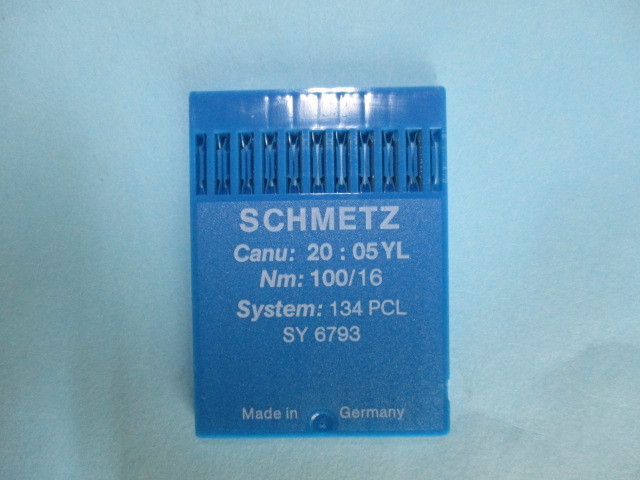 SCHMETZ
Canu: 20 : 05 YL
Nm: 100/16
System: 134 PCL
SY 6793
Made in Germany